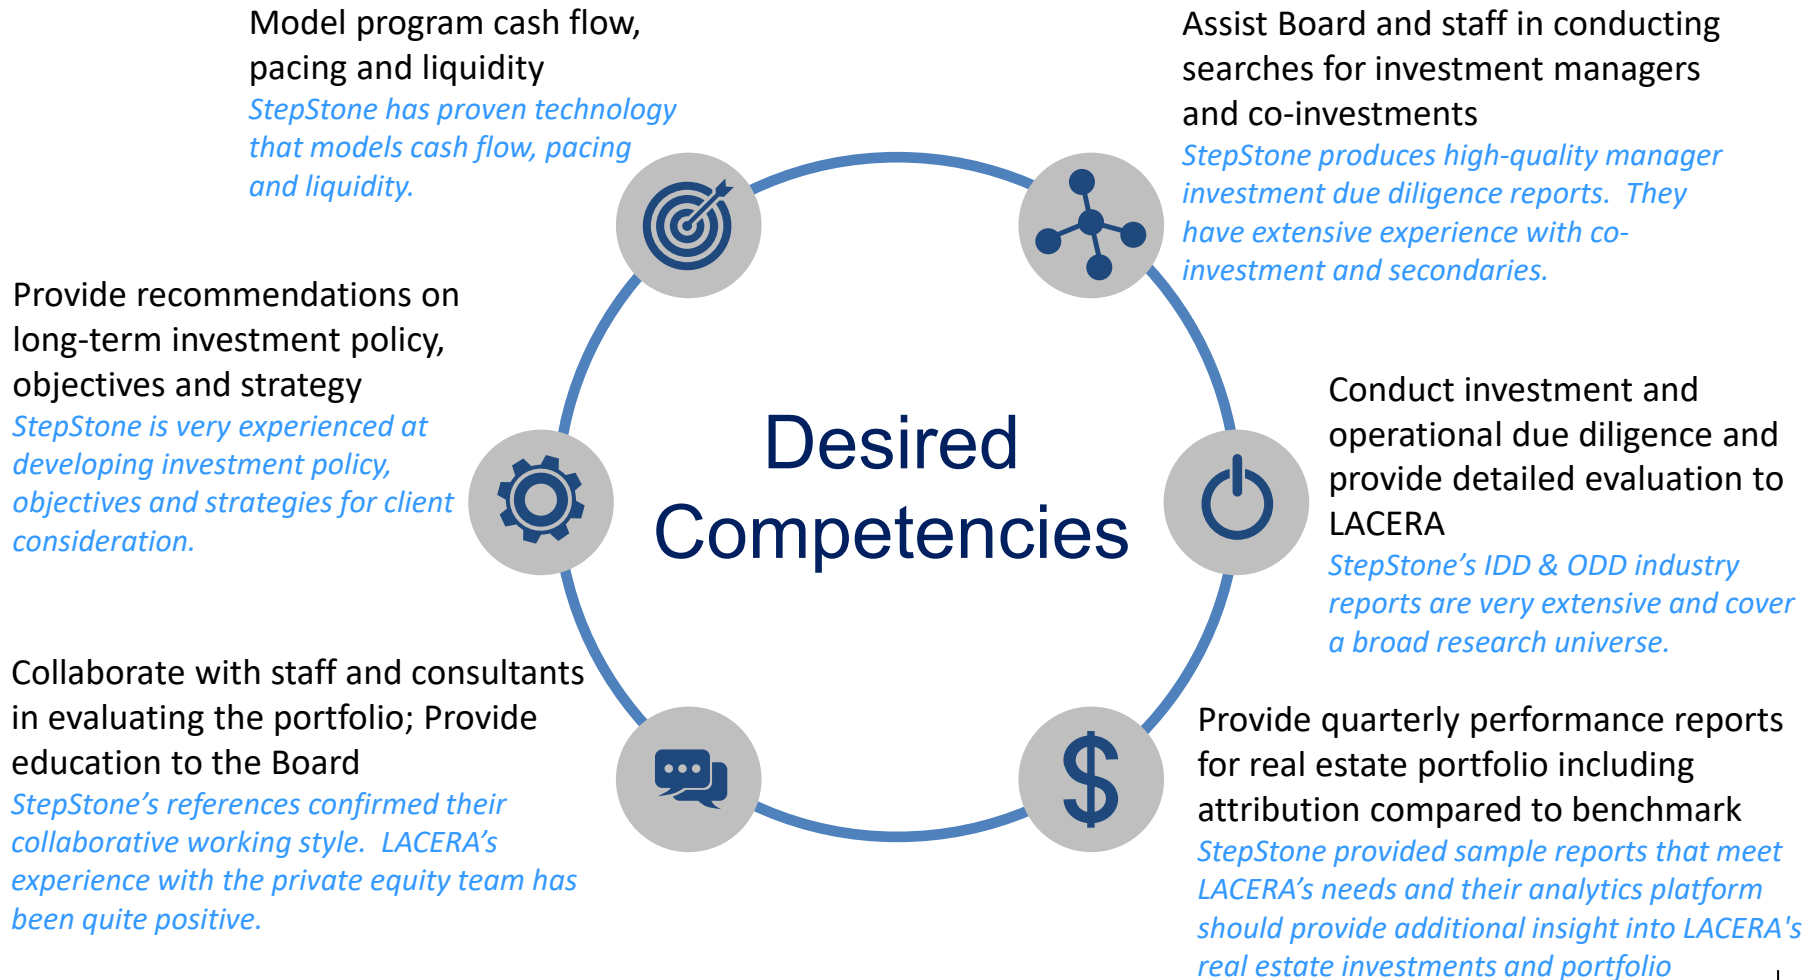 Model program cash flow,
pacing and liquidity
StepStone has proven technology
that models cash flow, pacing
and liquidity.
Assist Board and staff in conducting
searches for investment managers
and co-investments
StepStone produces high-quality manager
investment due diligence reports.  They
have extensive experience with co-
investment and secondaries.
Provide recommendations on
long-term investment policy,
objectives and strategy
StepStone is very experienced at
developing investment policy,
objectives and strategies for client
consideration.
Desired
Competencies
Conduct investment and
operational due diligence and
provide detailed evaluation to
LACERA
StepStone’s IDD & ODD industry
reports are very extensive and cover
a broad research universe.
Collaborate with staff and consultants
in evaluating the portfolio; Provide
education to the Board
StepStone’s references confirmed their
collaborative working style.  LACERA’s
experience with the private equity team has
been quite positive.
Provide quarterly performance reports
for real estate portfolio including
attribution compared to benchmark
StepStone provided sample reports that meet
LACERA’s needs and their analytics platform
should provide additional insight into LACERA's
real estate investments and portfolio